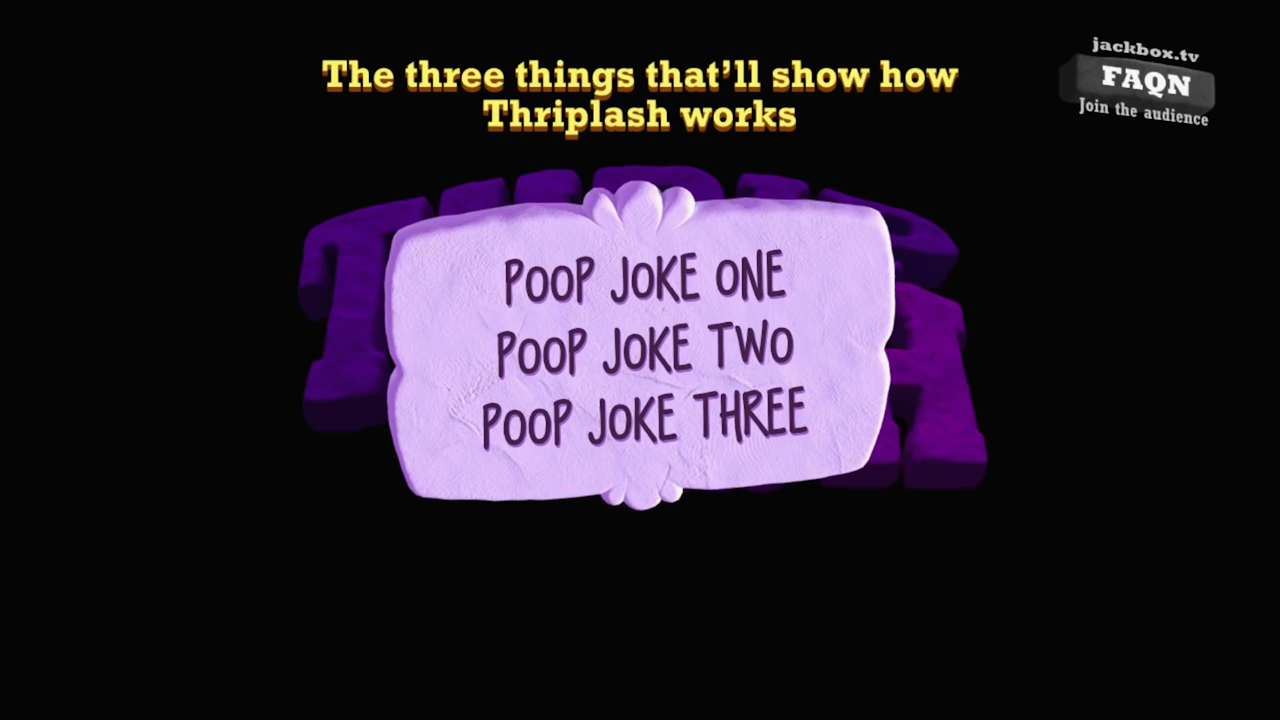 The three things that'll show how
Thriplash works
jackbox.tv
FAQN
Join the audience
POOP JOKE ONE
POOP JOKE TWO
POOP JOKE THREE